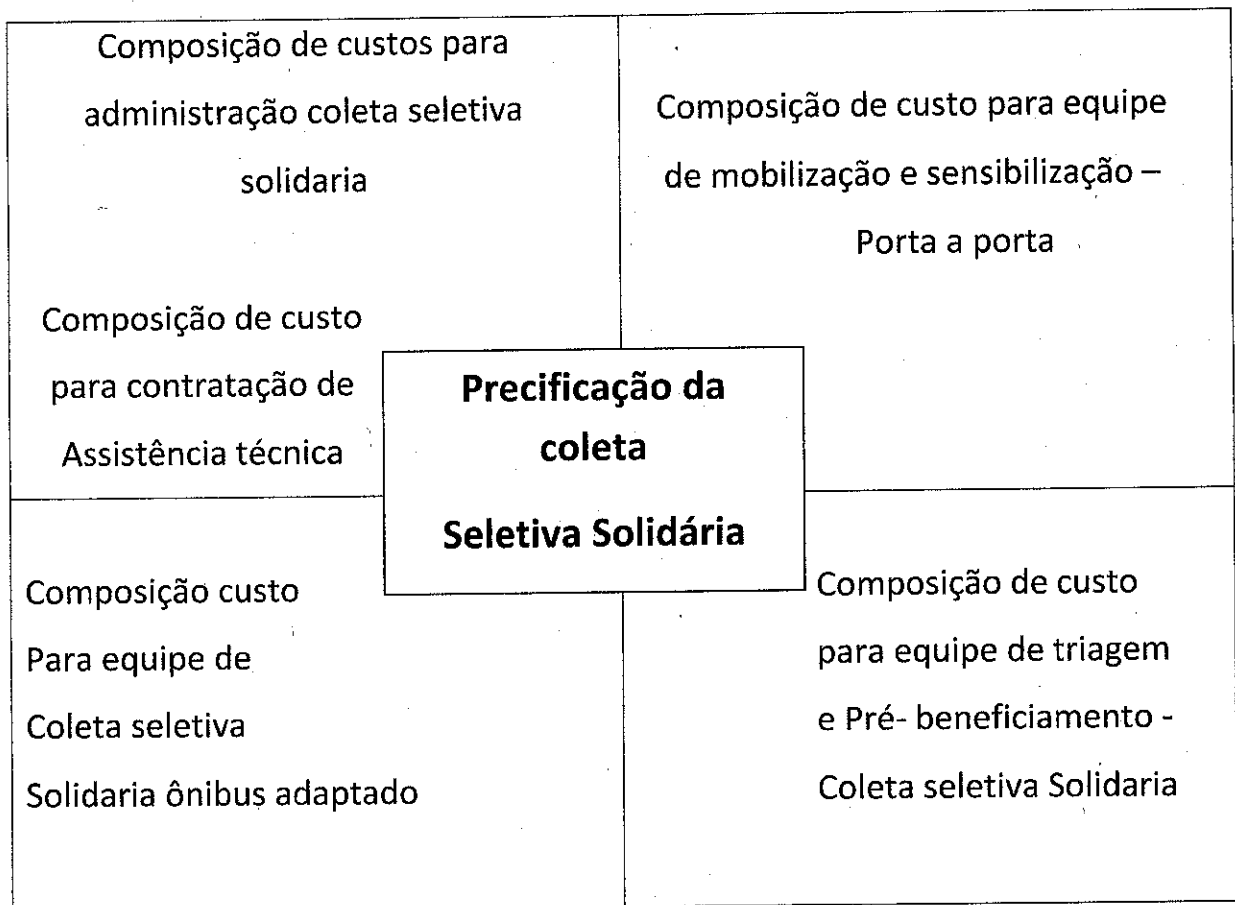 Composição de custos para
administração coleta seletiva
solidaria
Composição de custo
para contratação de
Assistência técnica
Composição de custo para equipe
de mobilização e sensibilização –
Porta a porta
Precificação da
coleta
Seletiva Solidária
Composição custo
Para equipe de
Coleta seletiva
Solidaria ônibus adaptado
Composição de custo
para equipe de triagem
e Pré- beneficiamento -
Coleta seletiva Solidaria